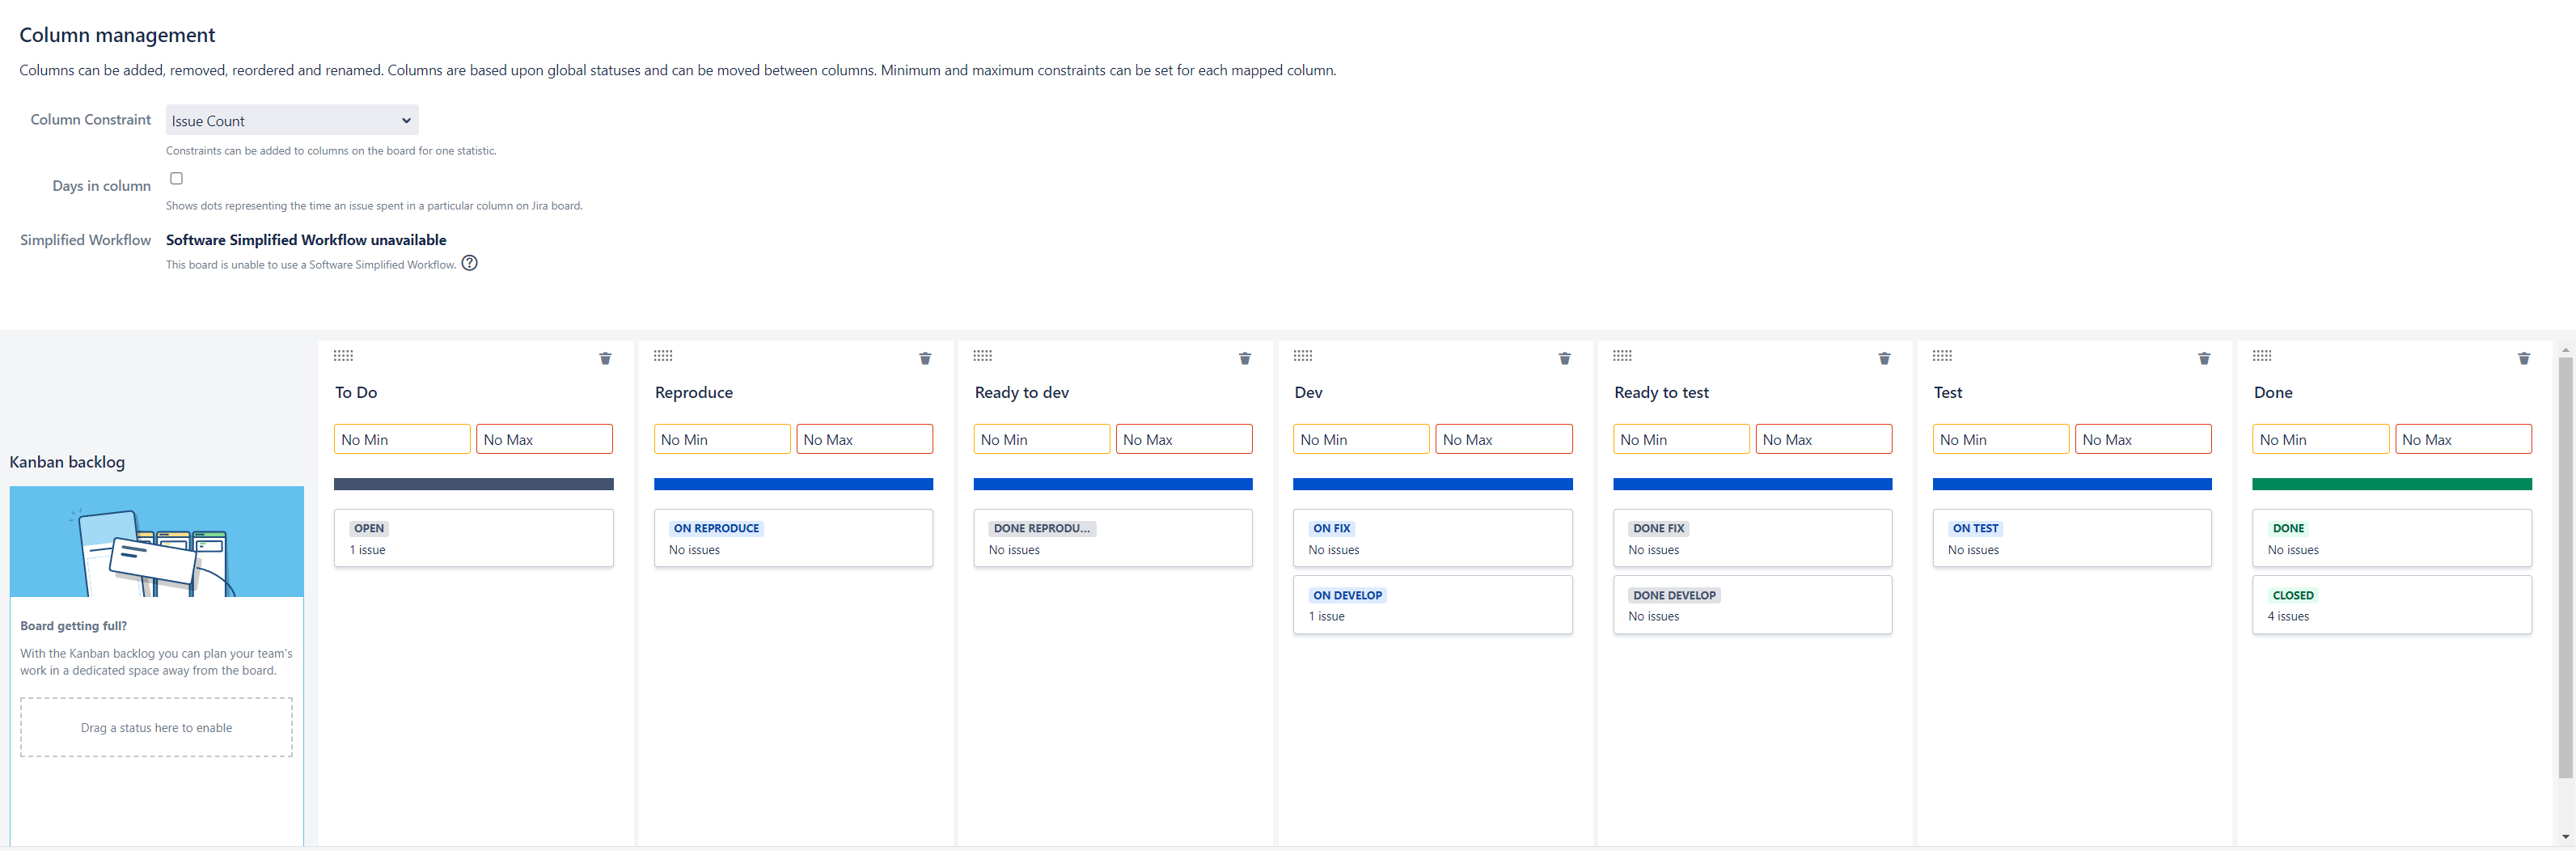 Column management
Columns can be added, removed, reordered and renamed. Columns are based upon global statuses and can be moved between columns. Minimum and maximum constraints can be set for each mapped column.
Column Constraint
Issue Count
Constraints can be added to columns on the board for one statistic.
Days in column
Shows dots representing the time an issue spent in a particular column on Jira board.
Simplified Workflow
Software Simplified Workflow unavailable
This board is unable to use a Software Simplified Workflow.
Kanban backlog
Board getting full?
With the Kanban backlog you can plan your team's
work in a dedicated space away from the board.
Drag a status here to enable
To Do
No Min
No Max
OPEN
1 issue
Reproduce
No Min
No Max
ON REPRODUCE
No issues
Ready to dev
No Min
No Max
DONE REPRODU...
No issues
Dev
No Min
No Max
ON FIX
No issues
ON DEVELOP
1 issue
Ready to test
No Min
No Max
DONE FIX
No issues
DONE DEVELOP
No issues
Test
No Min
No Max
ON TEST
No issues
Done
No Min
No Max
DONE
No issues
CLOSED
4 issues